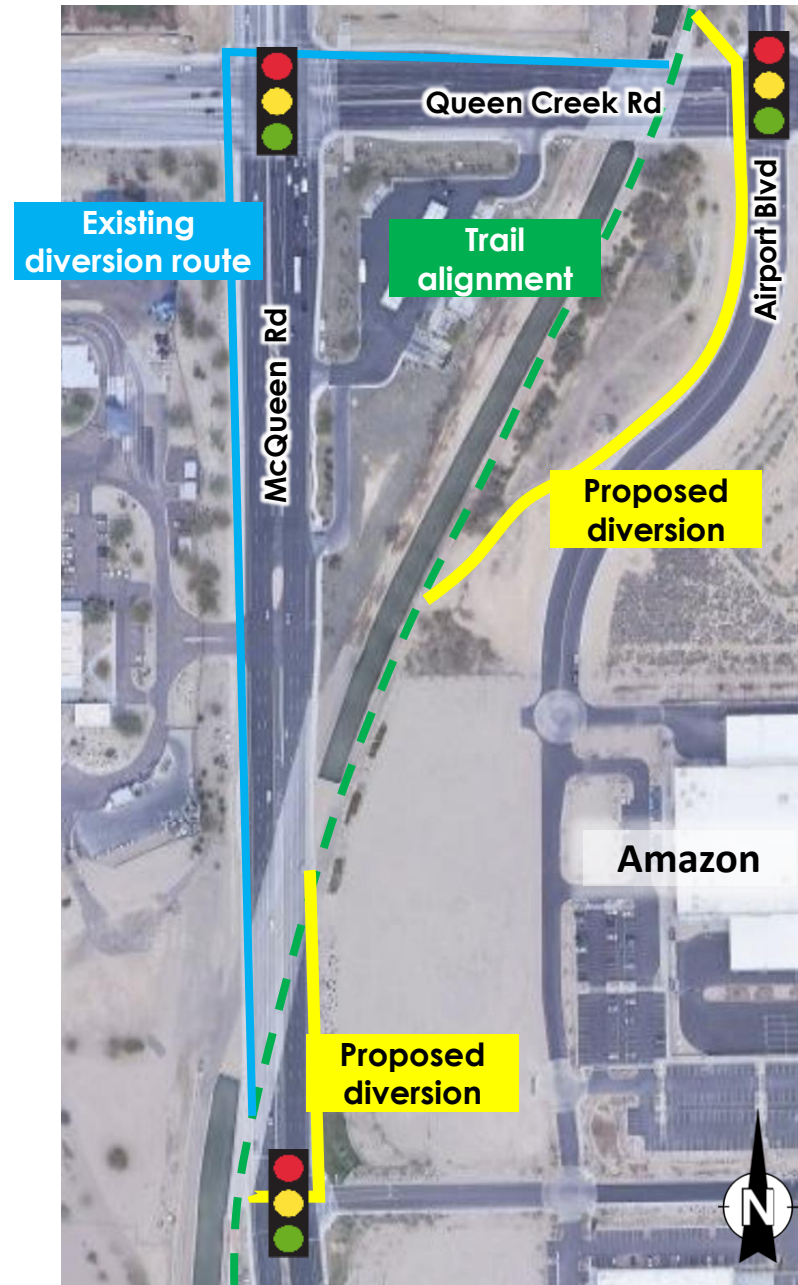 Queen Creek Rd
Existing
diversion route
Trail
alignment
Airport Blvd
McQueen Rd
Proposed
diversion
Amazon
Proposed
diversion
N